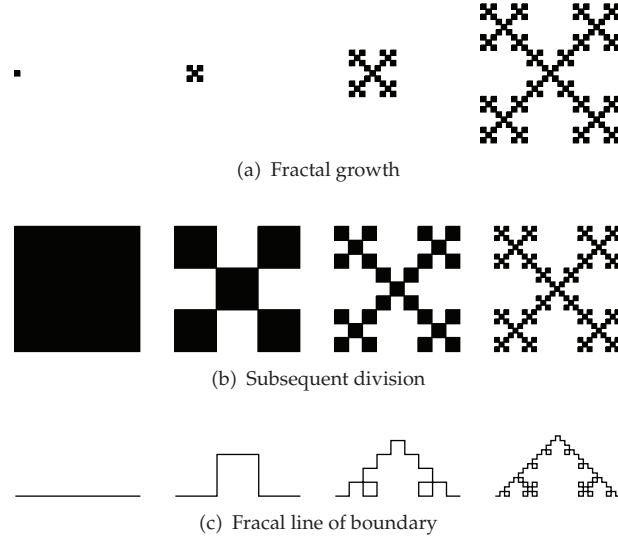 (a) Fractal growth
(b) Subsequent division
(c) Fracal line of boundary